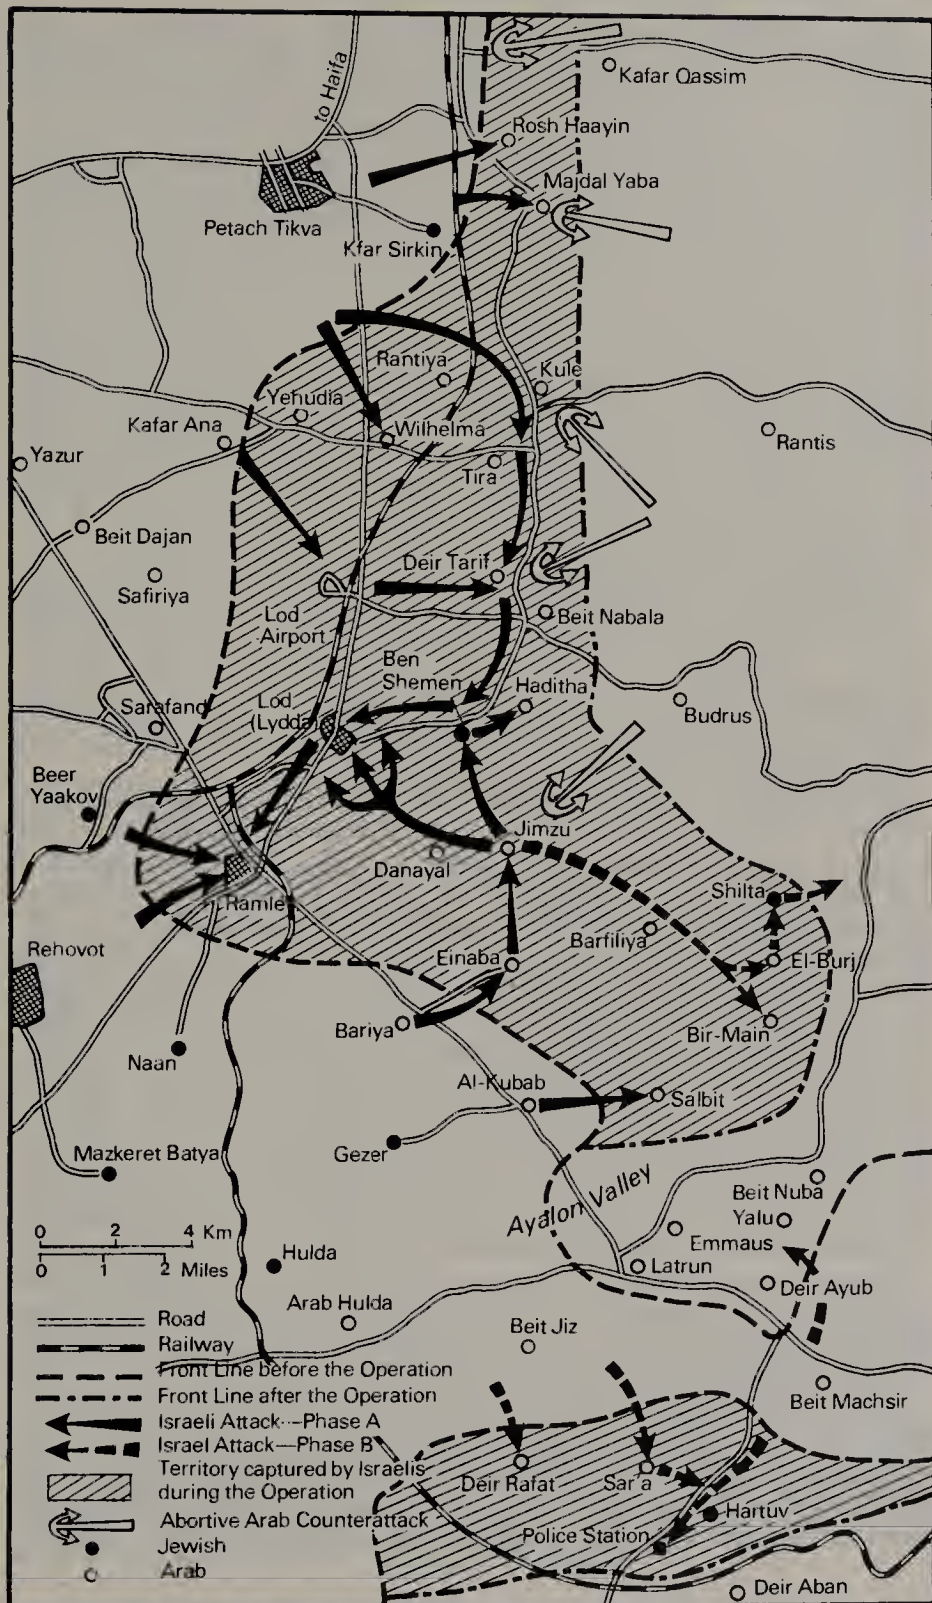 to Haifa
Kafar Qassim
Rosh Haayin
Majdal Yaba
Petach Tikva
Kfar Sirkin
Rantiya
Kule
Yehudia
Kafar Ana
Wilhelma
Rantis
Yazur
Tira
Beit Dajan
Deir Tarif
Safiriya
Beit Nabala
Lod
Airport
Ben
Shemen
Haditha
Lod
(Lydda)
Budrus
Sarafand
Beer
Yaakov
Jimzu
Danayal
Shilta
Ramle
Barfiliya
Rehovot
Einaba
El-Burj
Bariya
Bir-Main
Naan
Al-Kubab
Salbit
Gezer
Mazkeret Batya
Ayalon Valley
Beit Nuba
Yalu
Emmaus
Hulda
Latrun
Deir Ayub
Arab Hulda
Beit Jiz
Beit Machsir
Deir Rafat
Sar'a
Hartuv
Police Station
Deir Aban
0 2 4 Km
0 1 2 Miles
Road
Railway
Front Line before the Operation
Front Line after the Operation
Israeli Attack—Phase A
Israel Attack—Phase B
Territory captured by Israelis
during the Operation
Abortive Arab Counterattack
Jewish
Arab